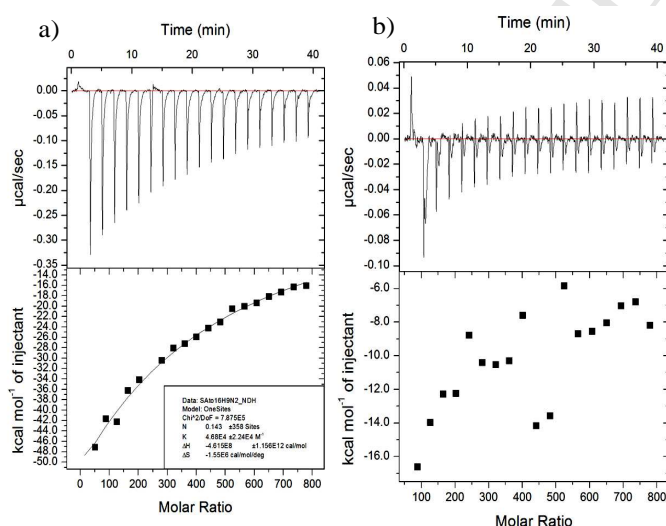 a)
Time (min)
0 10 20 30 40
0.00
-0.05
-0.10
-0.15
-0.20
-0.25
-0.30
-0.35
µcal/sec
-14.0
-16.0
-18.0
-20.0
-22.0
-24.0
-26.0
-28.0
-30.0
-32.0
-34.0
-36.0
-38.0
-40.0
-42.0
-44.0
-46.0
-48.0
-50.0
kcal mol⁻¹ of injectant
Data: SAto16H9N2_NDH
Model: OneSites
Chi^2/DoF = 7.875E5
N 0.143 ±358 Sites
K 4.68E4 ±2.24E4 M⁻¹
ΔH -4.615E8 ±1.156E12 cal/mol
ΔS -1.55E6 cal/mol/deg
0 100 200 300 400 500 600 700 800
Molar Ratio
b)
Time (min)
0 10 20 30 40
0.06
0.04
0.02
0.00
-0.02
-0.04
-0.06
-0.08
-0.10
µcal/sec
-6.0
-8.0
-10.0
-12.0
-14.0
-16.0
kcal mol⁻¹ of injectant
100 200 300 400 500 600 700 800
Molar Ratio